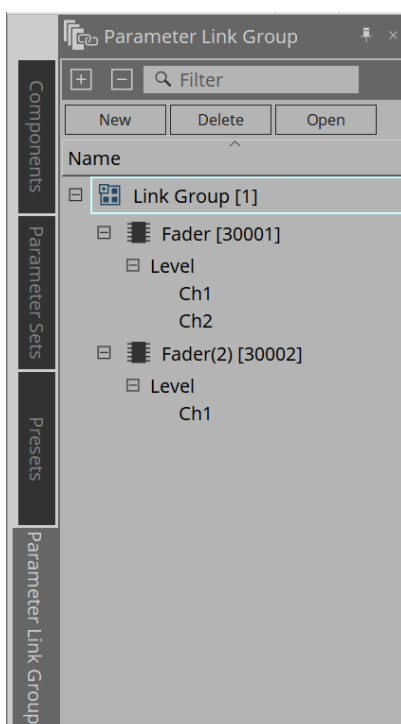 Parameter Link Group
Filter
New Delete Open
Name
Link Group [1]
Fader [30001]
Level
Ch1
Ch2
Fader(2) [30002]
Level
Ch1
Components
Parameter Sets
Presets
Parameter Link Group